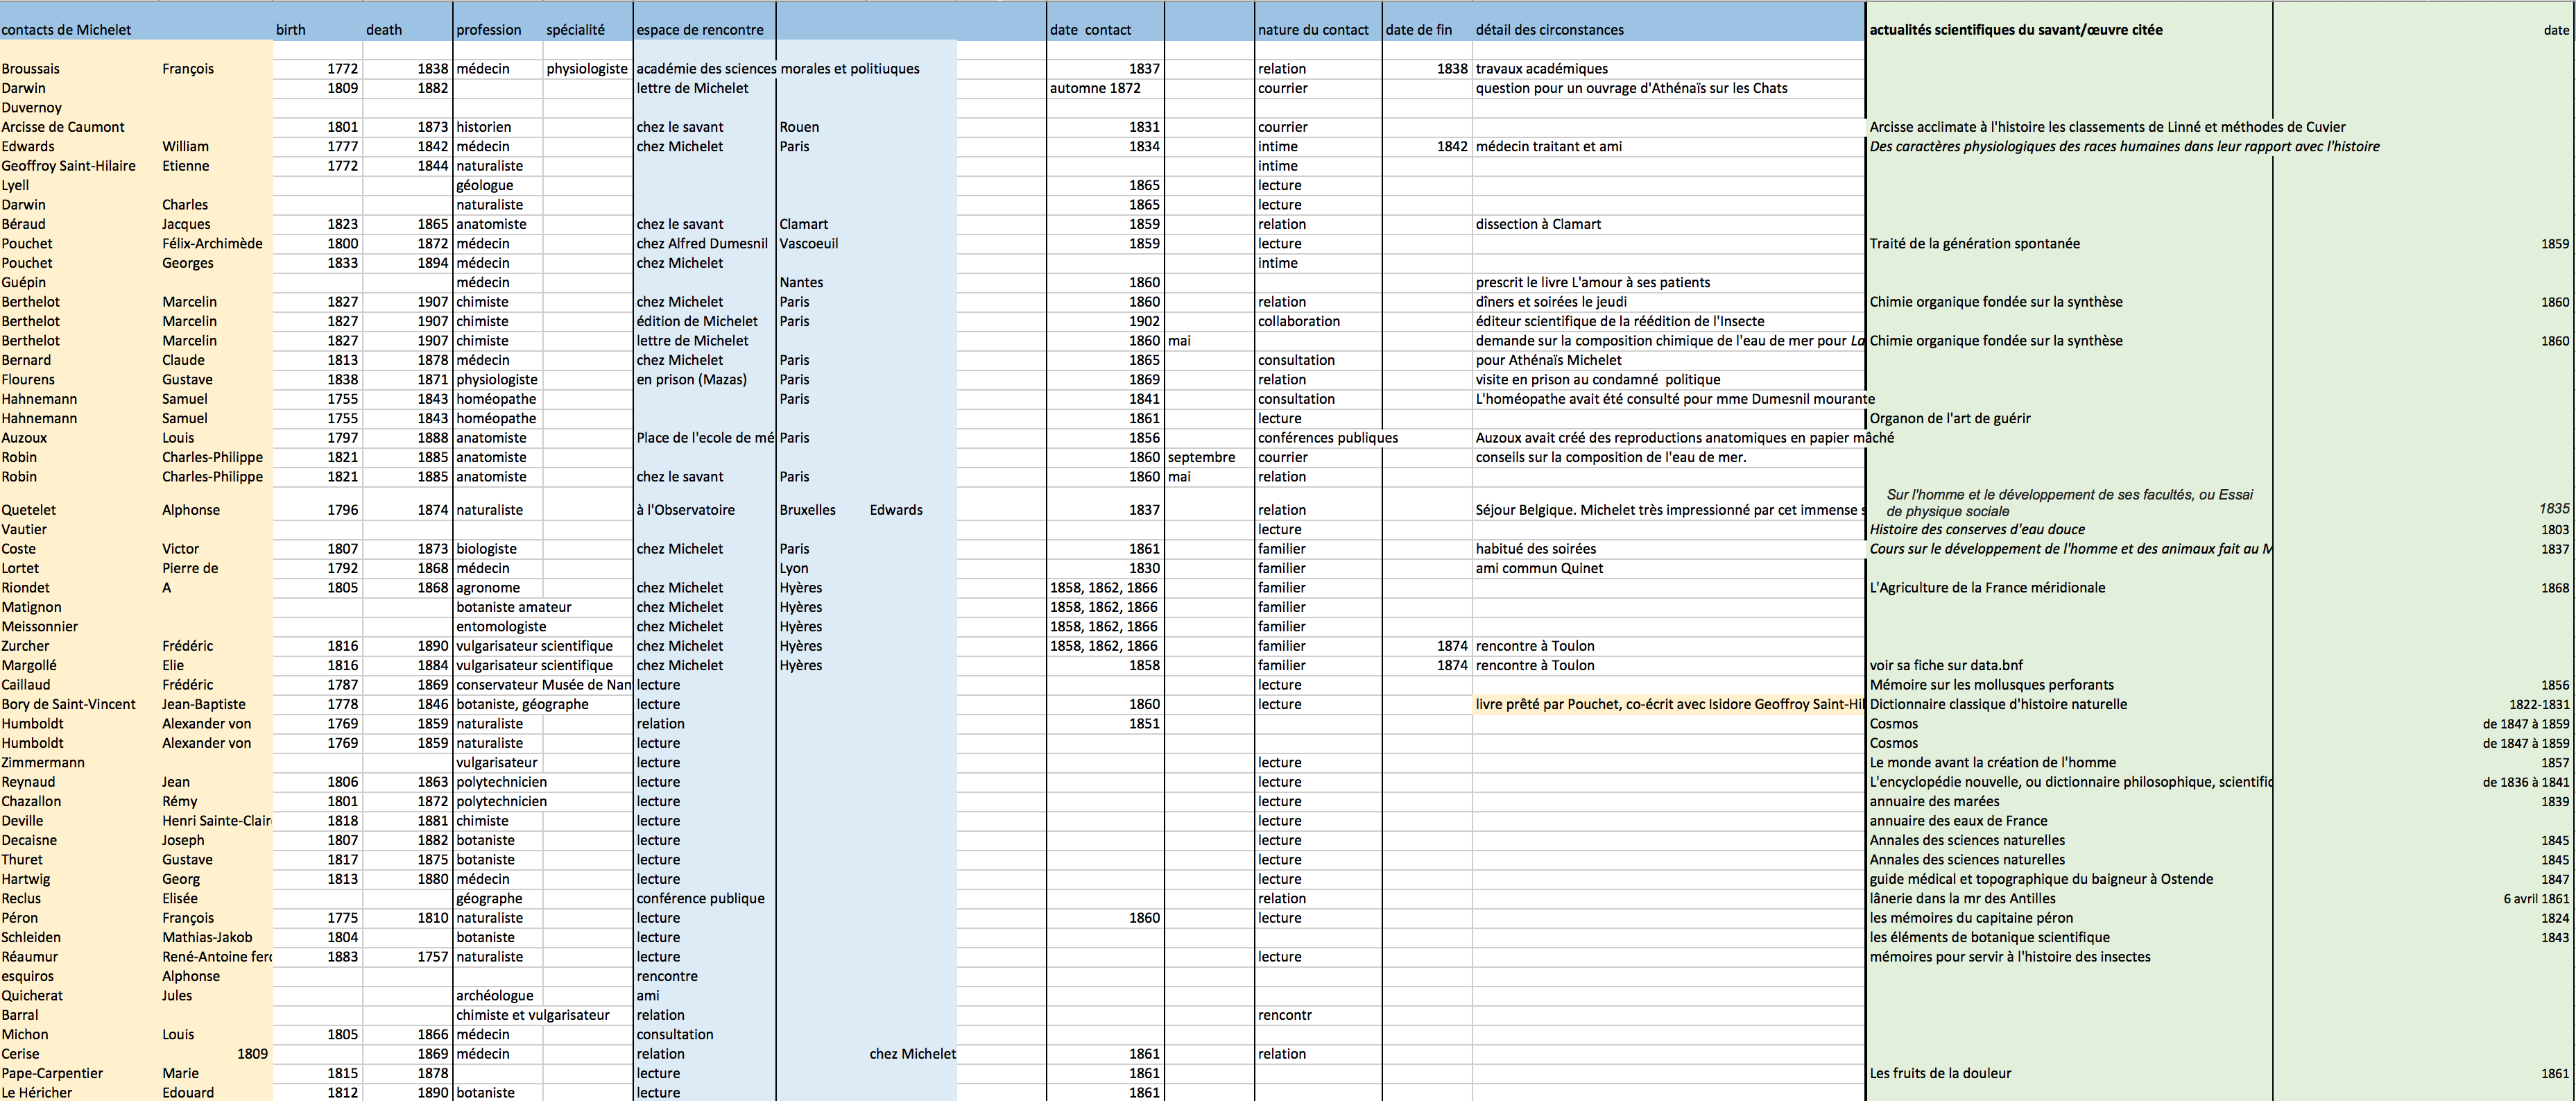 contacts de Michelet birth death profession spécialité espace de rencontre date contact nature du contact date de fin détail des circonstances actualités scientifiques du savant/œuvre citée date
Broussais François 1772 1838 médecin physiologiste académie des sciences morales et politiuques 1837 relation 1838 travaux académiques
Darwin 1809 1882 lettre de Michelet automne 1872 courrier question pour un ouvrage d'Athénaïs sur les Chats
Duvernoy
Arcisse de Caumont 1801 1873 historien chez le savant Rouen 1831 courrier Arcisse acclimate à l'histoire les classements de Linné et méthodes de Cuvier
Edwards William 1777 1842 médecin chez Michelet Paris 1834 intime 1842 médecin traitant et ami Des caractères physiologiques des races humaines dans leur rapport avec l'histoire
Geoffroy Saint-Hilaire Etienne 1772 1844 naturaliste intime
Lyell géologue 1865 lecture
Darwin Charles naturaliste 1865 lecture
Béraud Jacques 1823 1865 anatomiste chez le savant Clamart 1859 relation dissection à Clamart
Pouchet Félix-Archimède 1800 1872 médecin chez Alfred Dumesnil Vascoeuil 1859 lecture Traité de la génération spontanée 1859
Pouchet Georges 1833 1894 médecin chez Michelet intime
Guépin médecin Nantes 1860 prescrit le livre L'amour à ses patients
Berthelot Marcelin 1827 1907 chimiste chez Michelet Paris 1860 relation dîners et soirées le jeudi Chimie organique fondée sur la synthèse 1860
Berthelot Marcelin 1827 1907 chimiste édition de Michelet Paris 1902 collaboration éditeur scientifique de la réédition de l'Insecte
Berthelot Marcelin 1827 1907 chimiste lettre de Michelet 1860 mai demande sur la composition chimique de l'eau de mer pour La Chimie organique fondée sur la synthèse 1860
Bernard Claude 1813 1878 médecin chez Michelet Paris 1865 consultation pour Athénaïs Michelet
Flourens Gustave 1838 1871 physiologiste en prison (Mazas) Paris 1869 relation visite en prison au condamné politique
Hahnemann Samuel 1755 1843 homéopathe Paris 1841 consultation L'homéopathe avait été consulté pour mme Dumesnil mourante
Hahnemann Samuel 1755 1843 homéopathe 1861 lecture Organon de l'art de guérir
Auzoux Louis 1797 1888 anatomiste Place de l'ecole de mé Paris 1856 conférences publiques Auzoux avait créé des reproductions anatomiques en papier mâché
Robin Charles-Philippe 1821 1885 anatomiste 1860 septembre courrier conseils sur la composition de l'eau de mer.
Robin Charles-Philippe 1821 1885 anatomiste chez le savant Paris 1860 mai relation
Sur l'homme et le développement de ses facultés, ou Essai
de physique sociale
Quetelet Alphonse 1796 1874 naturaliste à l'Observatoire Bruxelles Edwards 1837 relation Séjour Belgique. Michelet très impressionné par cet immense s 1835
Vautier lecture Histoire des conserves d'eau douce 1803
Coste Victor 1807 1873 biologiste chez Michelet Paris 1861 familier habitué des soirées Cours sur le développement de l'homme et des animaux fait au M 1837
Lortet Pierre de 1792 1868 médecin Lyon 1830 familier ami commun Quinet
Riondet A 1805 1868 agronome chez Michelet Hyères 1858, 1862, 1866 familier L'Agriculture de la France méridionale 1868
Matignon botaniste amateur chez Michelet Hyères 1858, 1862, 1866 familier
Meissonnier entomologiste chez Michelet Hyères 1858, 1862, 1866 familier
Zurcher Frédéric 1816 1890 vulgarisateur scientifique chez Michelet Hyères 1858, 1862, 1866 familier 1874 rencontre à Toulon
Margollé Elie 1816 1884 vulgarisateur scientifique chez Michelet Hyères 1858 familier 1874 rencontre à Toulon voir sa fiche sur data.bnf
Caillaud Frédéric 1787 1869 conservateur Musée de Nan lecture lecture Mémoire sur les mollusques perforants 1856
Bory de Saint-Vincent Jean-Baptiste 1778 1846 botaniste, géographe lecture 1860 lecture livre prêté par Pouchet, co-écrit avec Isidore Geoffroy Saint-Hil Dictionnaire classique d'histoire naturelle 1822-1831
Humboldt Alexander von 1769 1859 naturaliste relation 1851 Cosmos de 1847 à 1859
Humboldt Alexander von 1769 1859 naturaliste lecture Cosmos de 1847 à 1859
Zimmermann vulgarisateur lecture lecture Le monde avant la création de l'homme 1857
Reynaud Jean 1806 1863 polytechnicien lecture lecture L'encyclopédie nouvelle, ou dictionnaire philosophique, scientific de 1836 à 1841
Chazallon Rémy 1801 1872 polytechnicien lecture lecture annuaire des marées 1839
Deville Henri Sainte-Clair 1818 1881 chimiste lecture lecture annuaire des eaux de France
Decaisne Joseph 1807 1882 botaniste lecture lecture Annales des sciences naturelles 1845
Thuret Gustave 1817 1875 botaniste lecture lecture Annales des sciences naturelles 1845
Hartwig Georg 1813 1880 médecin lecture lecture guide médical et topographique du baigneur à Ostende 1847
Reclus Elisée géographe conférence publique relation lânerie dans la mr des Antilles 6 avril 1861
Péron François 1775 1810 naturaliste lecture 1860 lecture les mémoires du capitaine péron 1824
Schleiden Mathias-Jakob 1804 botaniste lecture les éléments de botanique scientifique 1843
Réaumur René-Antoine ferc 1883 1757 naturaliste lecture lecture mémoires pour servir à l'histoire des insectes
esquiros Alphonse rencontre
Quicherat Jules archéologue ami
Barral chimiste et vulgarisateur relation rencontr
Michon Louis 1805 1866 médecin consultation
Cerise 1809 1869 médecin relation chez Michelet 1861 relation
Pape-Carpentier Marie 1815 1878 lecture 1861 Les fruits de la douleur 1861
Le Héricher Edouard 1812 1890 botaniste lecture 1861